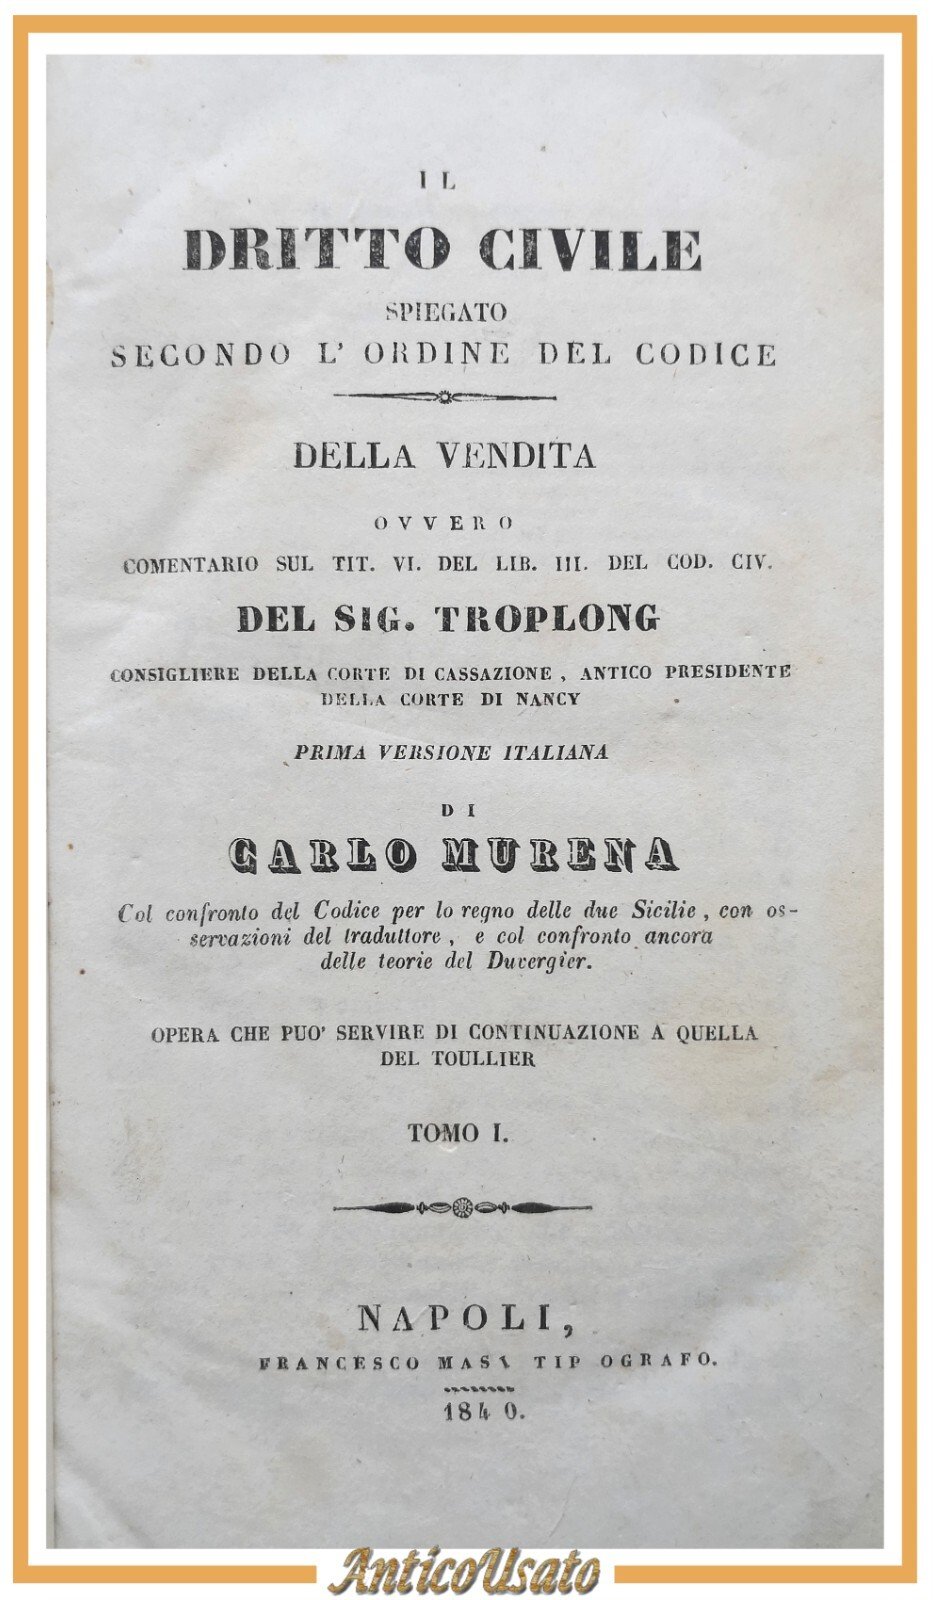 IL
DRITTO CIVILE
SPIEGATO
SECONDO L' ORDINE DEL CODICE
DELLA VENDITA
OVVERO
COMENTARIO SUL TIT. VI. DEL LIB. III. DEL COD. CIV.
DEL SIG. TROPLONG
CONSIGLIERE DELLA CORTE DI CASSAZIONE , ANTICO PRESIDENTE
DELLA CORTE DI NANCY
PRIMA VERSIONE ITALIANA
DI
CARLO MURENA
Col confronto del Codice per lo regno delle due Sicilie , con os-
servazioni del traduttore , e col confronto ancora
delle teorie del Duvergier.
OPERA CHE PUO' SERVIRE DI CONTINUAZIONE A QUELLA
DEL TOULLIER
TOMO I.
NAPOLI,
FRANCESCO MASI TIP OGRAFO.
1840.
AnticoUsato